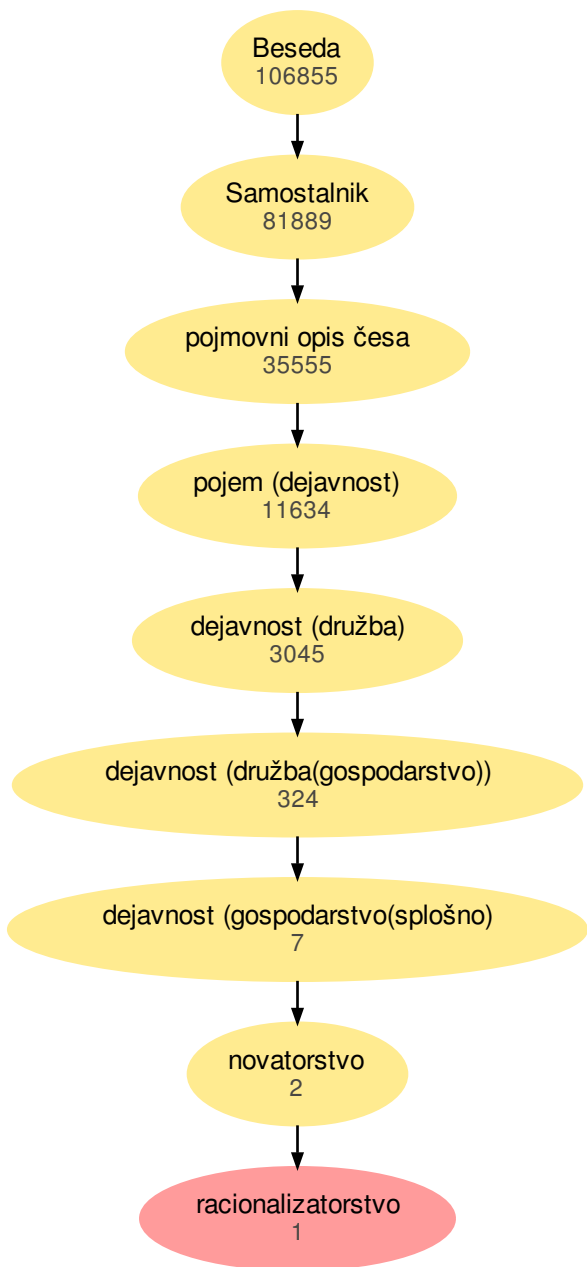 Beseda
106855
Samostalnik
81889
pojmovni opis česa
35555
pojem (dejavnost)
11634
dejavnost (družba)
3045
dejavnost (družba(gospodarstvo))
324
dejavnost (gospodarstvo(splošno)
7
novatorstvo
2
racionalizatorstvo
1